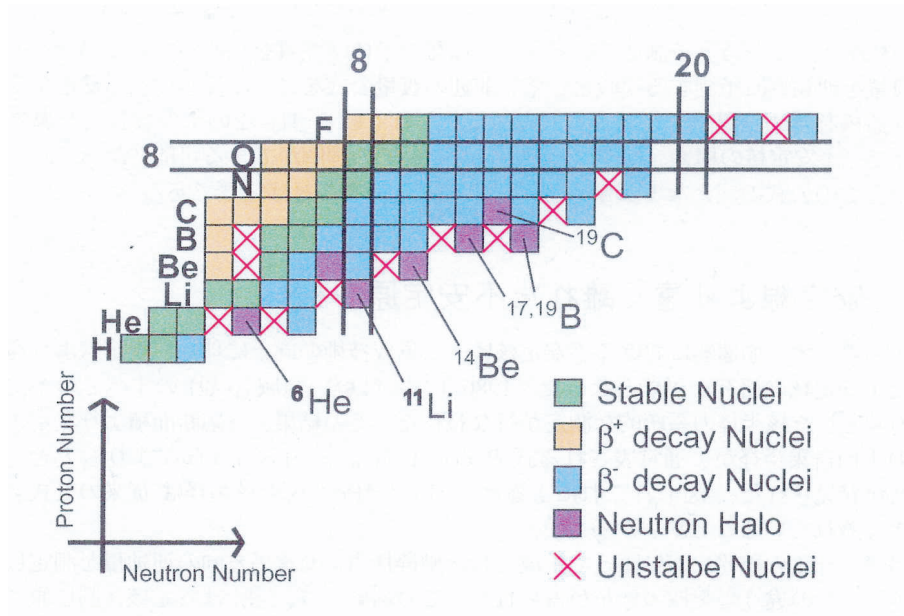 8
20
F
8
O
N
C
B
Be
Li
He
H
19C
17,19B
14Be
6He
11Li
Stable Nuclei
β+ decay Nuclei
β- decay Nuclei
Neutron Halo
Unstalbe Nuclei
Proton Number
Neutron Number